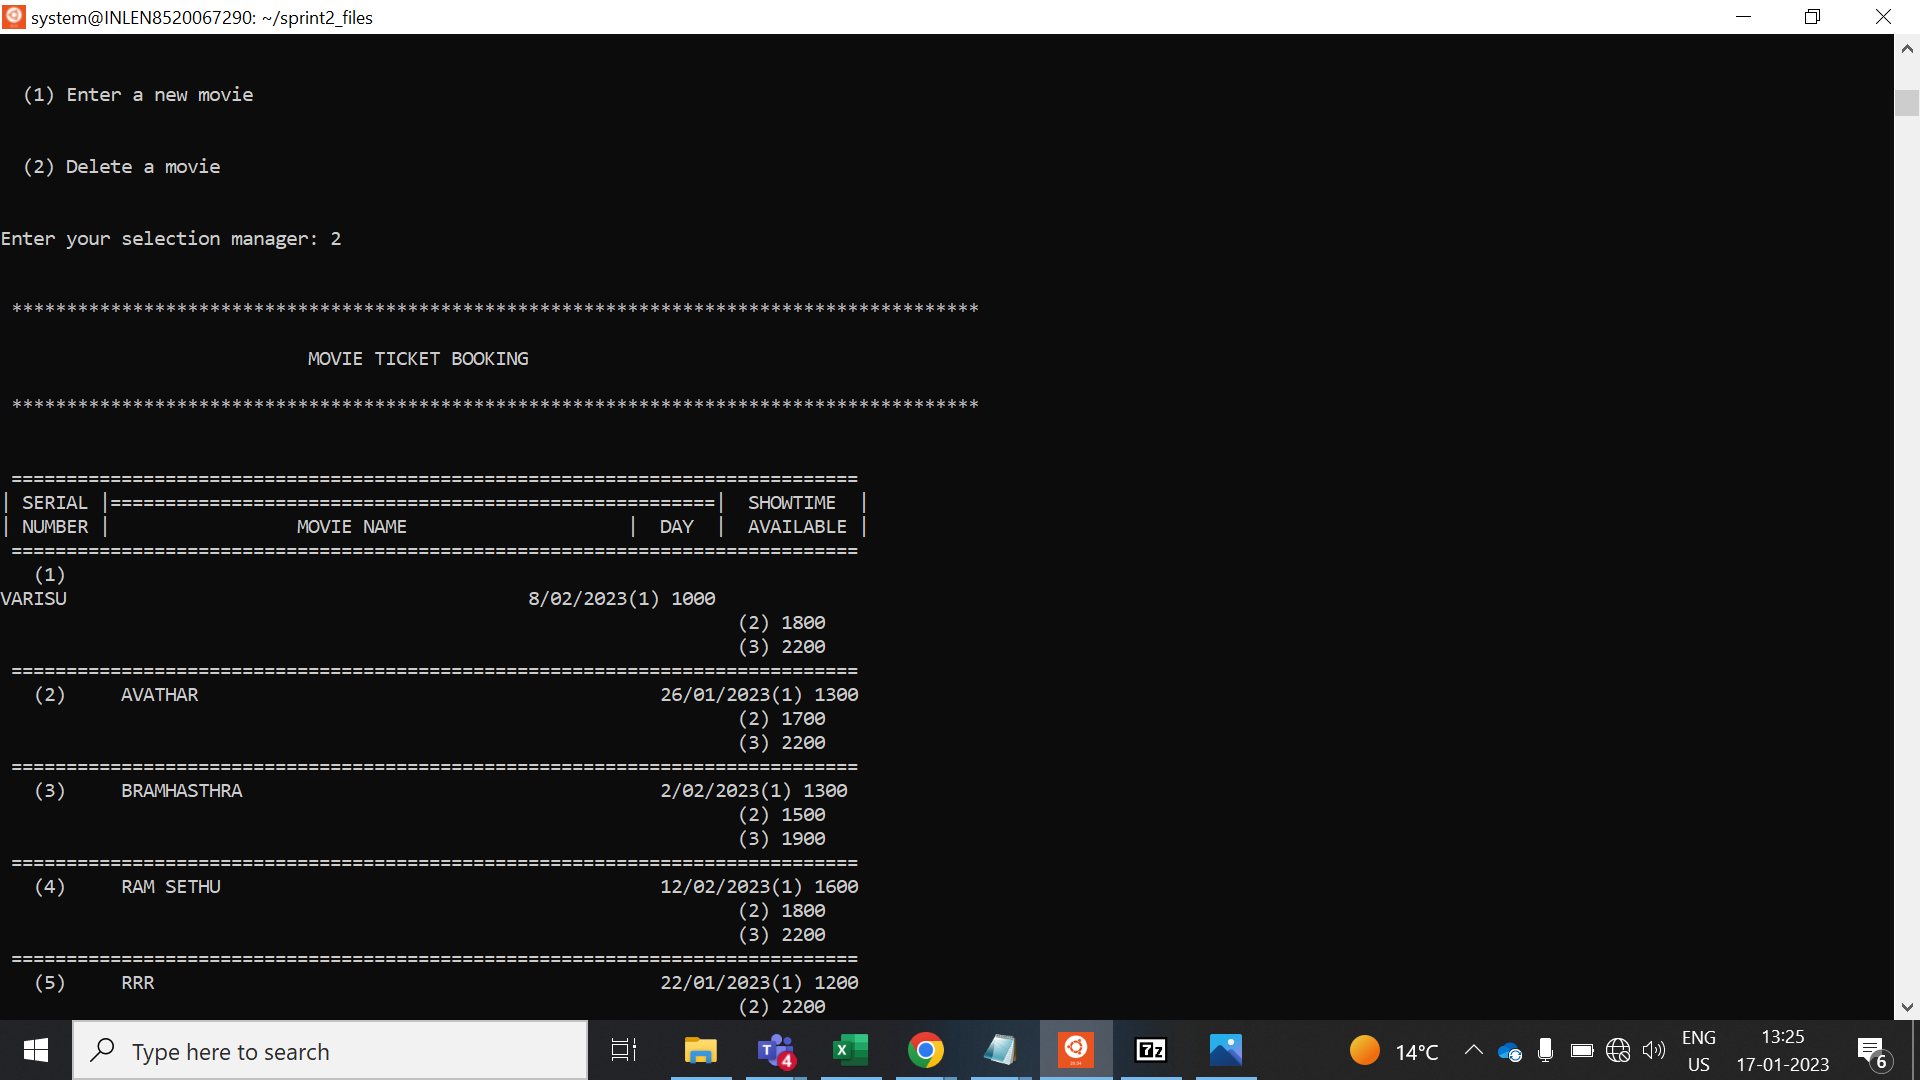 system@INLEN8520067290: ~/sprint2_files
(1) Enter a new movie
(2) Delete a movie
Enter your selection manager: 2
****************************************************************************************
MOVIE TICKET BOOKING
****************************************************************************************
=============================================================================
| SERIAL |=======================================================| SHOWTIME |
| NUMBER | MOVIE NAME | DAY | AVAILABLE |
=============================================================================
(1)
VARISU 8/02/2023(1) 1000
(2) 1800
(3) 2200
=============================================================================
(2) AVATHAR 26/01/2023(1) 1300
(2) 1700
(3) 2200
=============================================================================
(3) BRAMHASTHRA 2/02/2023(1) 1300
(2) 1500
(3) 1900
=============================================================================
(4) RAM SETHU 12/02/2023(1) 1600
(2) 1800
(3) 2200
=============================================================================
(5) RRR 22/01/2023(1) 1200
(2) 2200
Type here to search
T 4
X
7z
14°C
ENG
US
13:25
17-01-2023
6